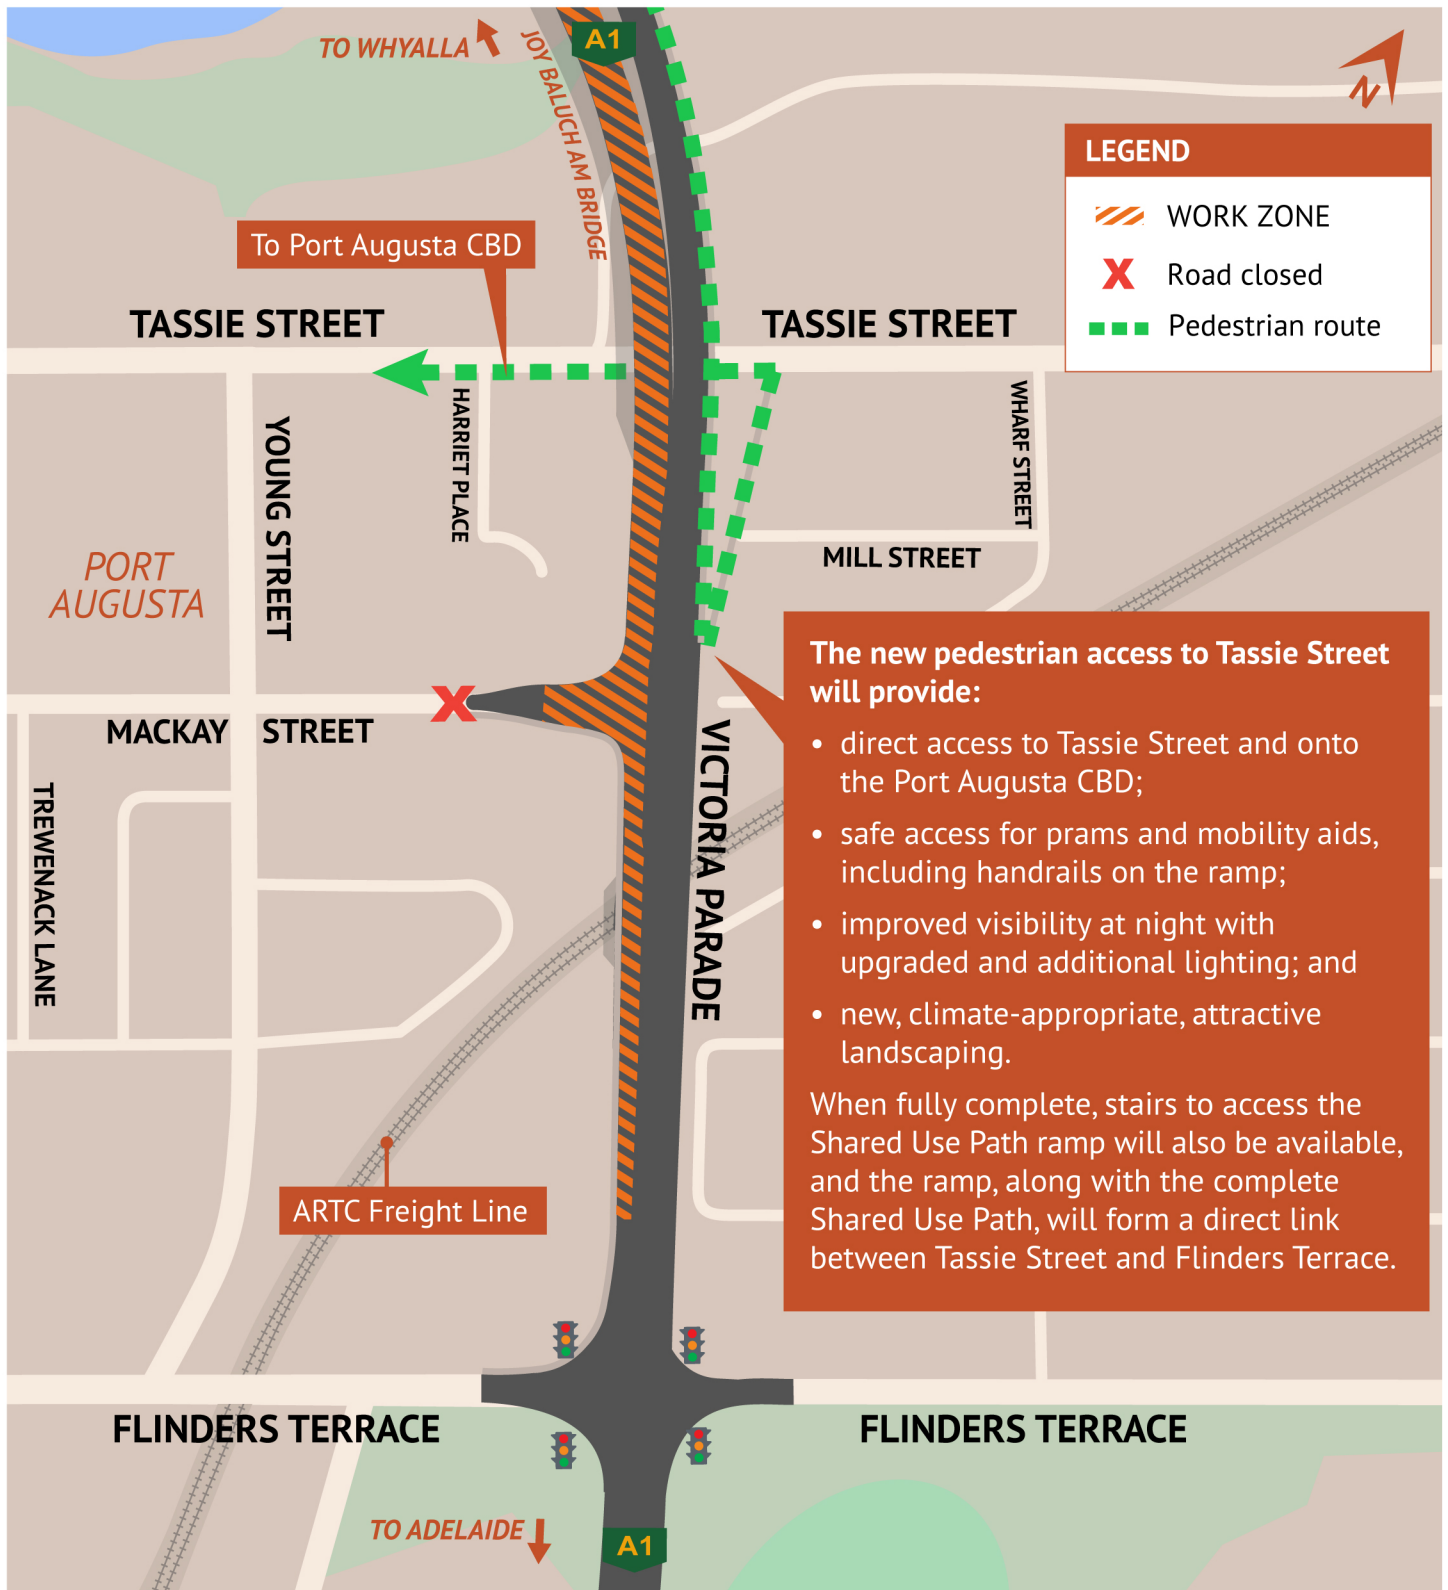 A1
TO WHYALLA
JOY BALUCH AM BRIDGE
N
LEGEND
WORK ZONE
Road closed
Pedestrian route
To Port Augusta CBD
TASSIE STREET
TASSIE STREET
HARRIET PLACE
WHARF STREET
YOUNG STREET
MILL STREET
PORT
AUGUSTA
MACKAY STREET
VICTORIA PARADE
TREWENACK LANE
The new pedestrian access to Tassie Street
will provide:
• direct access to Tassie Street and onto
the Port Augusta CBD;
• safe access for prams and mobility aids,
including handrails on the ramp;
• improved visibility at night with
upgraded and additional lighting; and
• new, climate-appropriate, attractive
landscaping.
When fully complete, stairs to access the
Shared Use Path ramp will also be available,
and the ramp, along with the complete
Shared Use Path, will form a direct link
between Tassie Street and Flinders Terrace.
ARTC Freight Line
FLINDERS TERRACE
FLINDERS TERRACE
TO ADELAIDE
A1